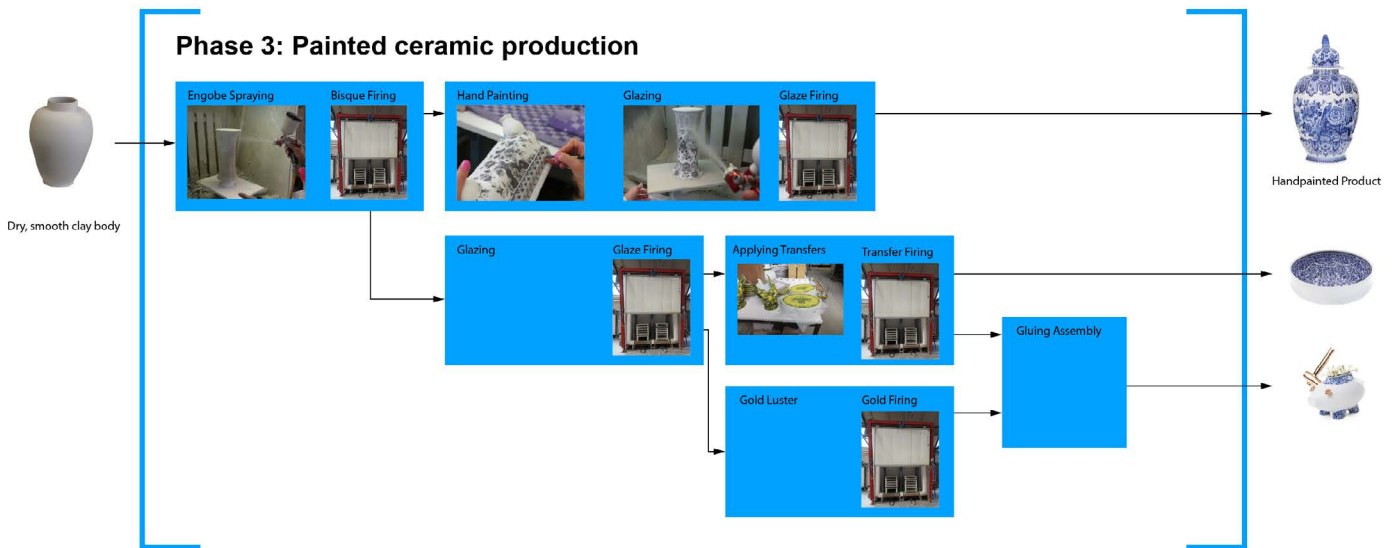 Phase 3: Painted ceramic production
Engobe Spraying
Bisque Firing
Hand Painting
Glazing
Glaze Firing
Handpainted Product
Dry, smooth clay body
Glazing
Glaze Firing
Applying Transfers
Transfer Firing
Gluing Assembly
Gold Luster
Gold Firing